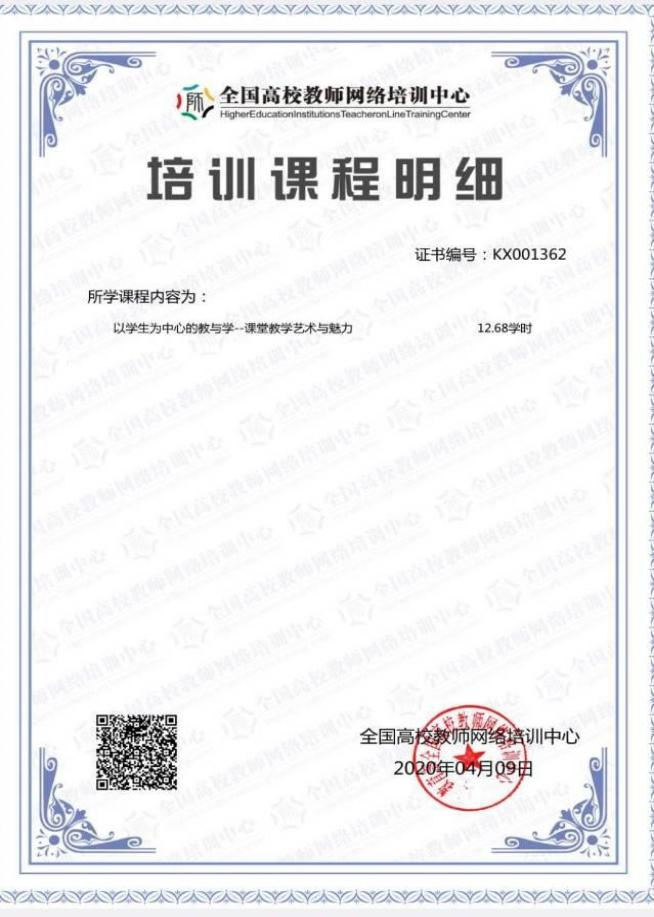 全国高校教师网络培训中心
HigherEducationInstitutionsTeacheronLineTrainingCenter
培训课程明细
证书编号：KX001362
所学课程内容为：
以学生为中心的教与学--课堂教学艺术与魅力 12.68学时
全国高校教师网络培训中心
2020年04月09日